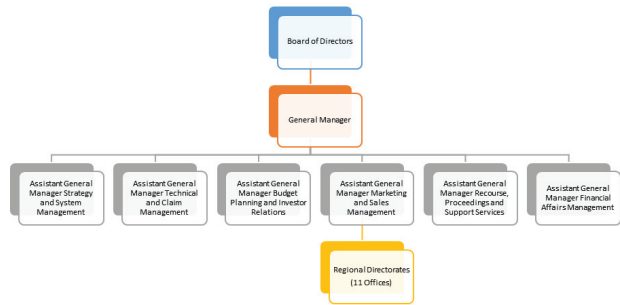 Board of Directors
General Manager
Assistant General
Manager Strategy
and System
Management
Assistant General
Manager Technical
and Claim
Management
Assistant General
Manager Budget
Planning and Investor
Relations
Assistant General
Manager Marketing
and Sales
Management
Assistant General
Manager Recourse,
Proceedings and
Support Services
Assistant General
Manager Financial
Affairs Management
Regional Directorates
(11 Offices)